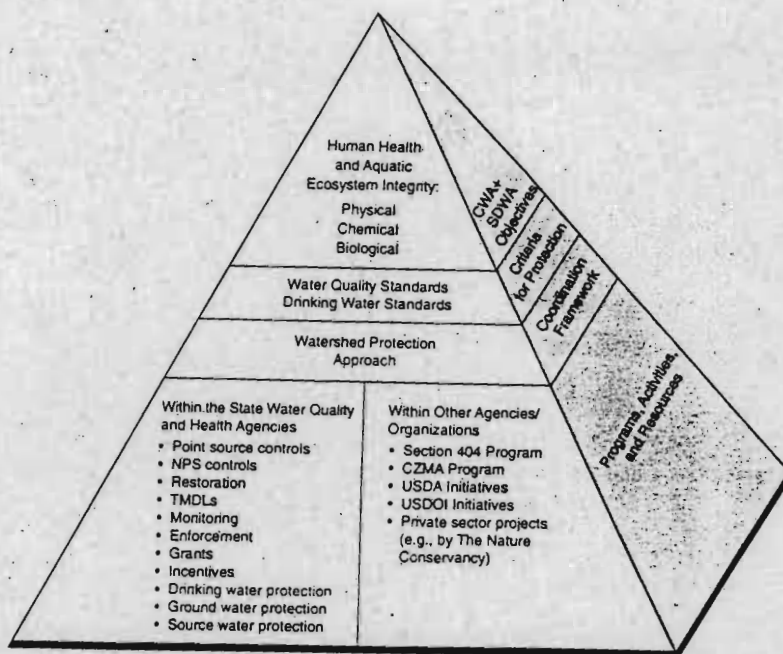 Human Health
and Aquatic
Ecosystem Integrity:
Physical
Chemical
Biological
Water Quality Standards
Drinking Water Standards
Watershed Protection
Approach
Within the State Water Quality
and Health Agencies
• Point source controls
• NPS controls
• Restoration
• TMDLs
• Monitoring
• Enforcement
• Grants
• Incentives
• Drinking water protection
• Ground water protection
• Source water protection
Within Other Agencies/
Organizations
• Section 404 Program
• CZMA Program
• USDA Initiatives
• USDOI Initiatives
• Private sector projects
(e.g., by The Nature
Conservancy)
CWA+
SDWA
Objectives
Criteria
for Protection
Coordination
Framework
Programs, Activities,
and Resources